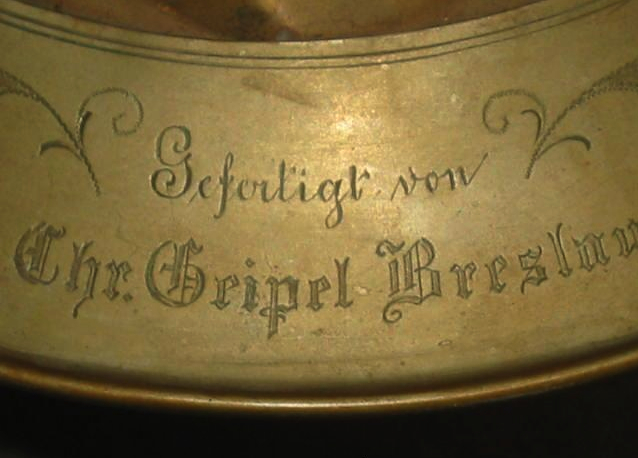 Gefertigt von
Chr. Geipel Breslau